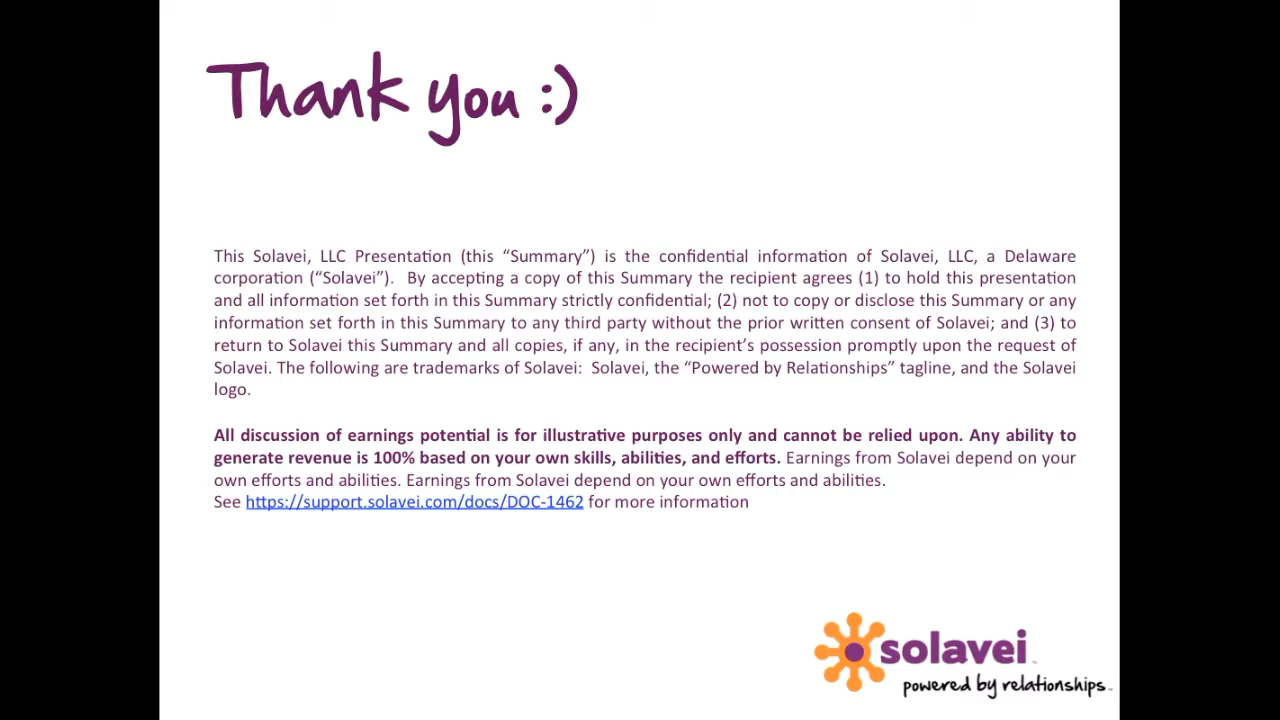 Thank you :)
This Solavei, LLC Presentation (this “Summary”) is the confidential information of Solavei, LLC, a Delaware
corporation (“Solavei”).  By accepting a copy of this Summary the recipient agrees (1) to hold this presentation
and all information set forth in this Summary strictly confidential; (2) not to copy or disclose this Summary or any
information set forth in this Summary to any third party without the prior written consent of Solavei; and (3) to
return to Solavei this Summary and all copies, if any, in the recipient’s possession promptly upon the request of
Solavei. The following are trademarks of Solavei:  Solavei, the “Powered by Relationships” tagline, and the Solavei
logo.
All discussion of earnings potential is for illustrative purposes only and cannot be relied upon. Any ability to
generate revenue is 100% based on your own skills, abilities, and efforts. Earnings from Solavei depend on your
own efforts and abilities. Earnings from Solavei depend on your own efforts and abilities.
See https://support.solavei.com/docs/DOC-1462 for more information
solavei
powered by relationships